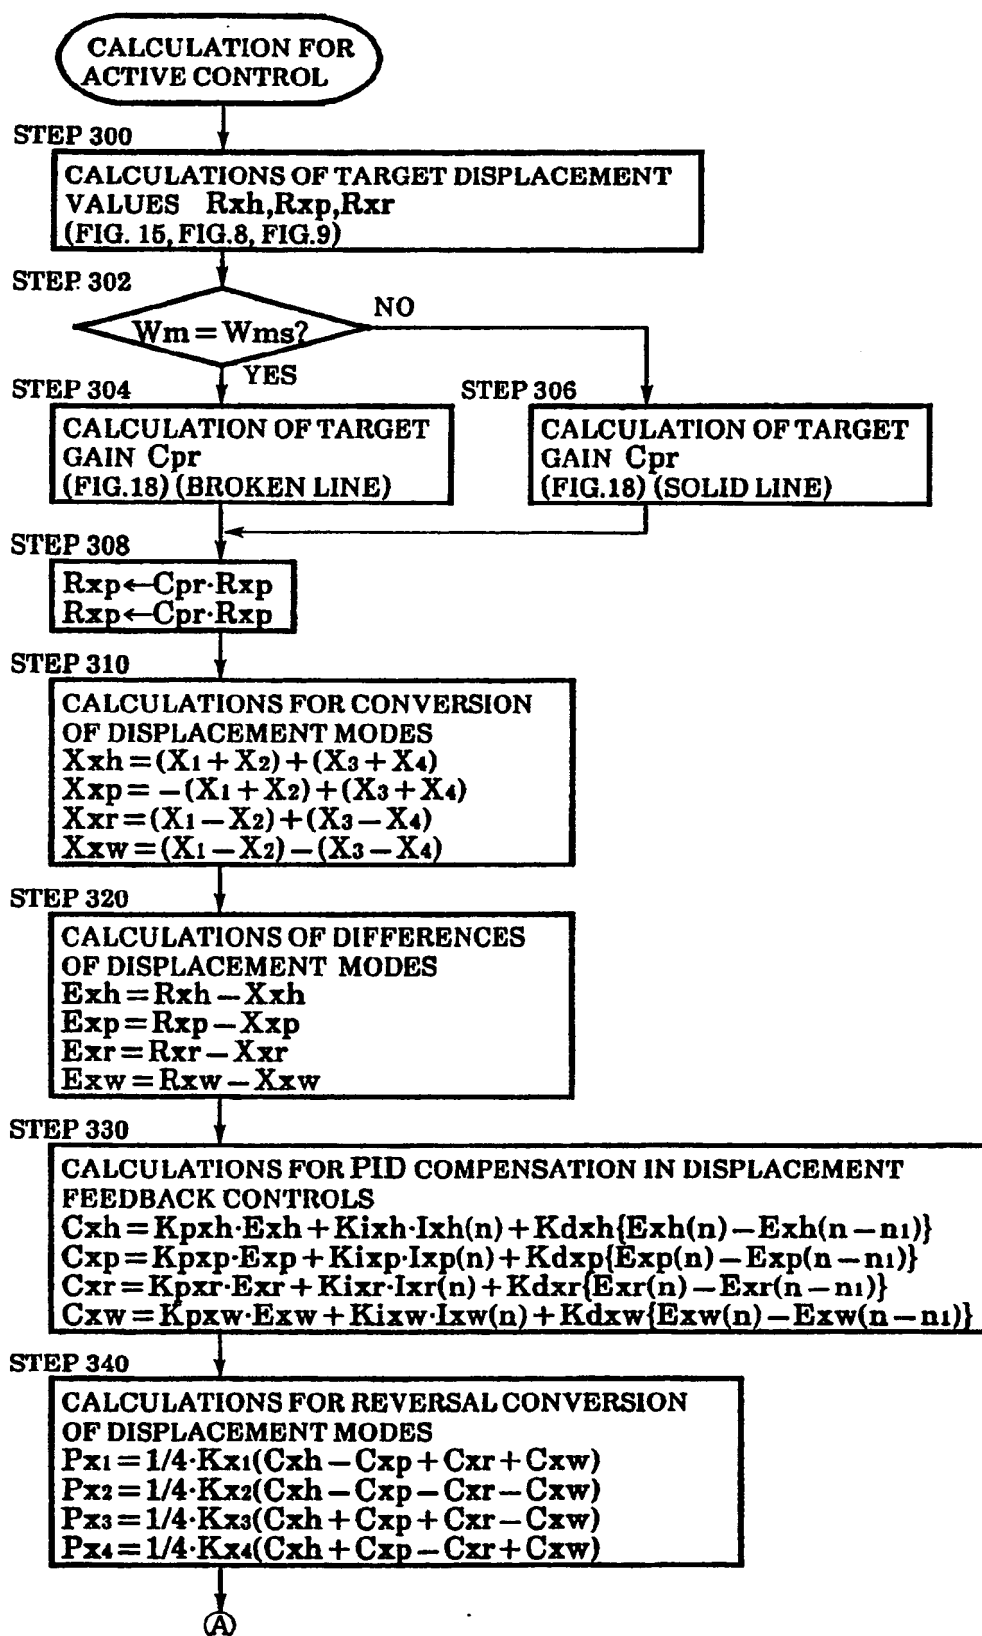 CALCULATION FOR
ACTIVE CONTROL
STEP 300
CALCULATIONS OF TARGET DISPLACEMENT
VALUES Rxh,Rxp,Rxr
(FIG. 15, FIG.8, FIG.9)
STEP 302
Wm=Wms?
NO
YES
STEP 304
CALCULATION OF TARGET
GAIN Cpr
(FIG.18) (BROKEN LINE)
STEP 306
CALCULATION OF TARGET
GAIN Cpr
(FIG.18) (SOLID LINE)
STEP 308
Rxp←Cpr·Rxp
Rxp←Cpr·Rxp
STEP 310
CALCULATIONS FOR CONVERSION
OF DISPLACEMENT MODES
Xxh=(X1+X2)+(X3+X4)
Xxp=-(X1+X2)+(X3+X4)
Xxr=(X1-X2)+(X3-X4)
Xxw=(X1-X2)-(X3-X4)
STEP 320
CALCULATIONS OF DIFFERENCES
OF DISPLACEMENT MODES
Exh=Rxh-Xxh
Exp=Rxp-Xxp
Exr=Rxr-Xxr
Exw=Rxw-Xxw
STEP 330
CALCULATIONS FOR PID COMPENSATION IN DISPLACEMENT
FEEDBACK CONTROLS
Cxh=Kpxh·Exh+Kixh·Ixh(n)+Kdxh{Exh(n)-Exh(n-n1)}
Cxp=Kpxp·Exp+Kixp·Ixp(n)+Kdxp{Exp(n)-Exp(n-n1)}
Cxr=Kpxr·Exr+Kixr·Ixr(n)+Kdxr{Exr(n)-Exr(n-n1)}
Cxw=Kpxw·Exw+Kixw·Ixw(n)+Kdxw{Exw(n)-Exw(n-n1)}
STEP 340
CALCULATIONS FOR REVERSAL CONVERSION
OF DISPLACEMENT MODES
Px1=1/4·Kx1(Cxh-Cxp+Cxr+Cxw)
Px2=1/4·Kx2(Cxh-Cxp-Cxr-Cxw)
Px3=1/4·Kx3(Cxh+Cxp+Cxr-Cxw)
Px4=1/4·Kx4(Cxh+Cxp-Cxr+Cxw)
A